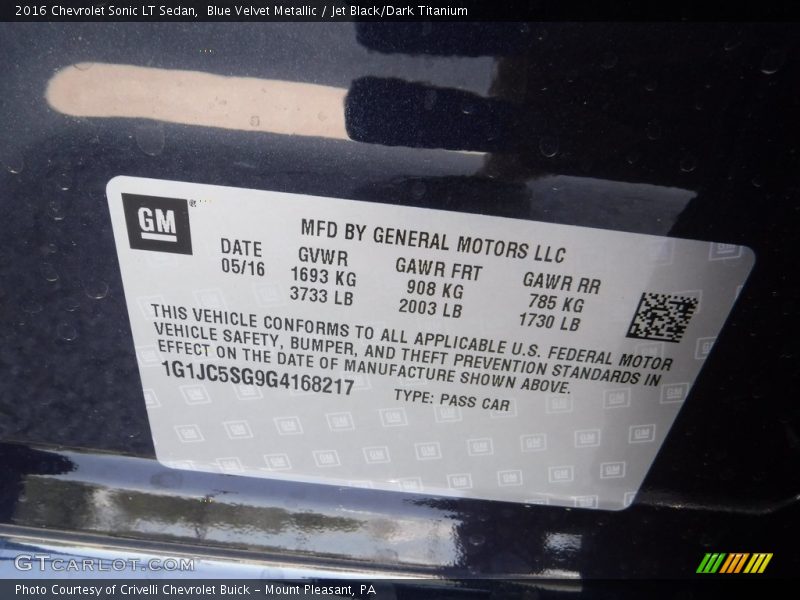 2016 Chevrolet Sonic LT Sedan,  Blue Velvet Metallic / Jet Black/Dark Titanium
GM®
MFD BY GENERAL MOTORS LLC
DATE GVWR GAWR FRT GAWR RR
05/16 1693 KG 908 KG 785 KG
3733 LB 2003 LB 1730 LB
THIS VEHICLE CONFORMS TO ALL APPLICABLE U.S. FEDERAL MOTOR
VEHICLE SAFETY, BUMPER, AND THEFT PREVENTION STANDARDS IN
EFFECT ON THE DATE OF MANUFACTURE SHOWN ABOVE.
1G1JC5SG9G4168217 TYPE: PASS CAR
GTCARLOT.COM
Photo Courtesy of Crivelli Chevrolet Buick – Mount Pleasant, PA